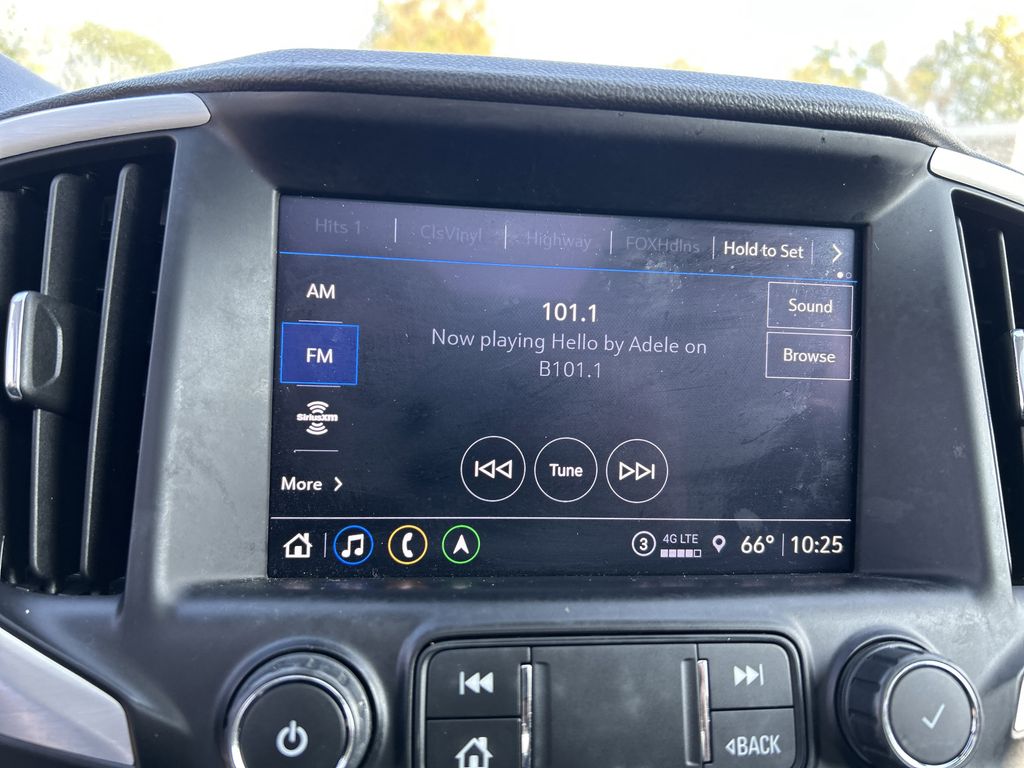 Hits 1 ClsVinyl Highway FOXHdlns Hold to Set
AM
101.1
Sound
Now playing Hello by Adele on
FM
Browse
B101.1
SiriusXM
More
Tune
3 4G LTE 66° 10:25
BACK